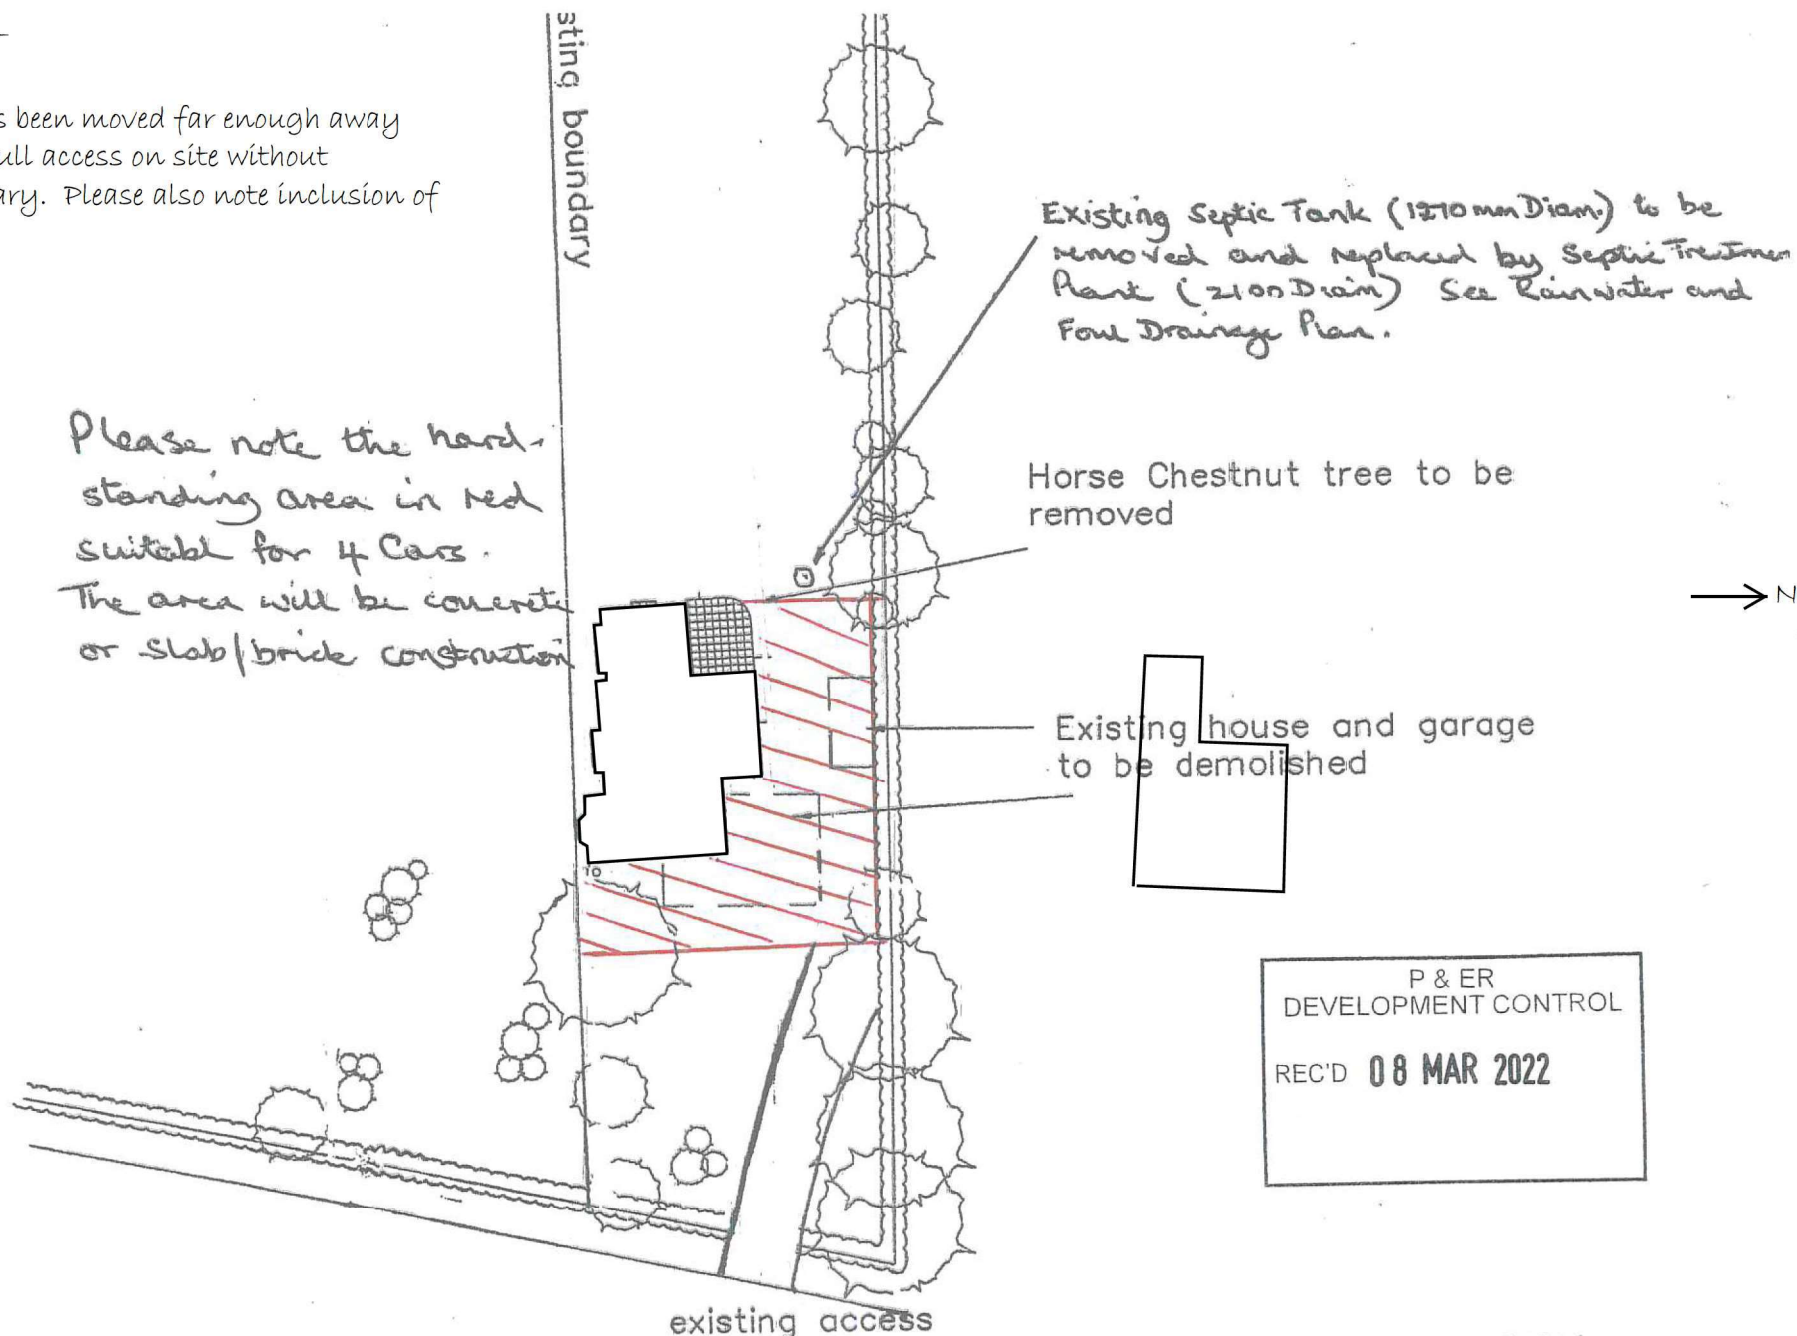 s been moved far enough away
ull access on site without
ary. Please also note inclusion of
sting boundary
Existing Septic Tank (1270mm Diam.) to be
removed and replaced by Septic Treatmen
Plant (2100 Diam) See Rainwater and
Foul Drainage Plan.
Please note the hard-
standing area in red
suitabl for 4 Cars.
The area will be concrete
or slab/brick construction
Horse Chestnut tree to be
removed
N
Existing house and garage
to be demolished
P & ER
DEVELOPMENT CONTROL
REC'D 08 MAR 2022
existing access